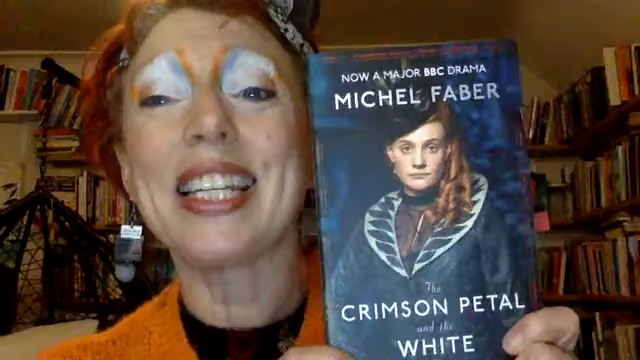 NOW A MAJOR BBC DRAMA
MICHEL FABER
The
CRIMSON PETAL
and the
WHITE